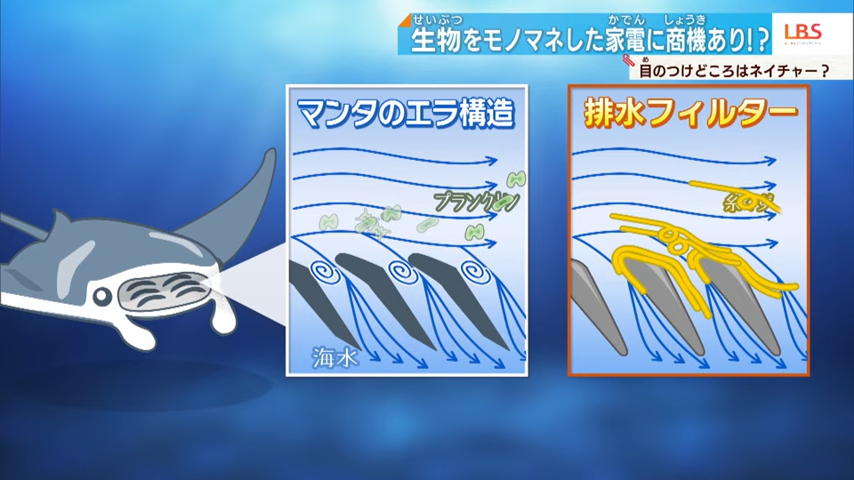 せいぶつ かでん しょうき
生物をモノマネした家電に商機あり!?
LBS
め
目のつけどころはネイチャー?
マンタのエラ構造
排水フィルター
プランクトン
海水